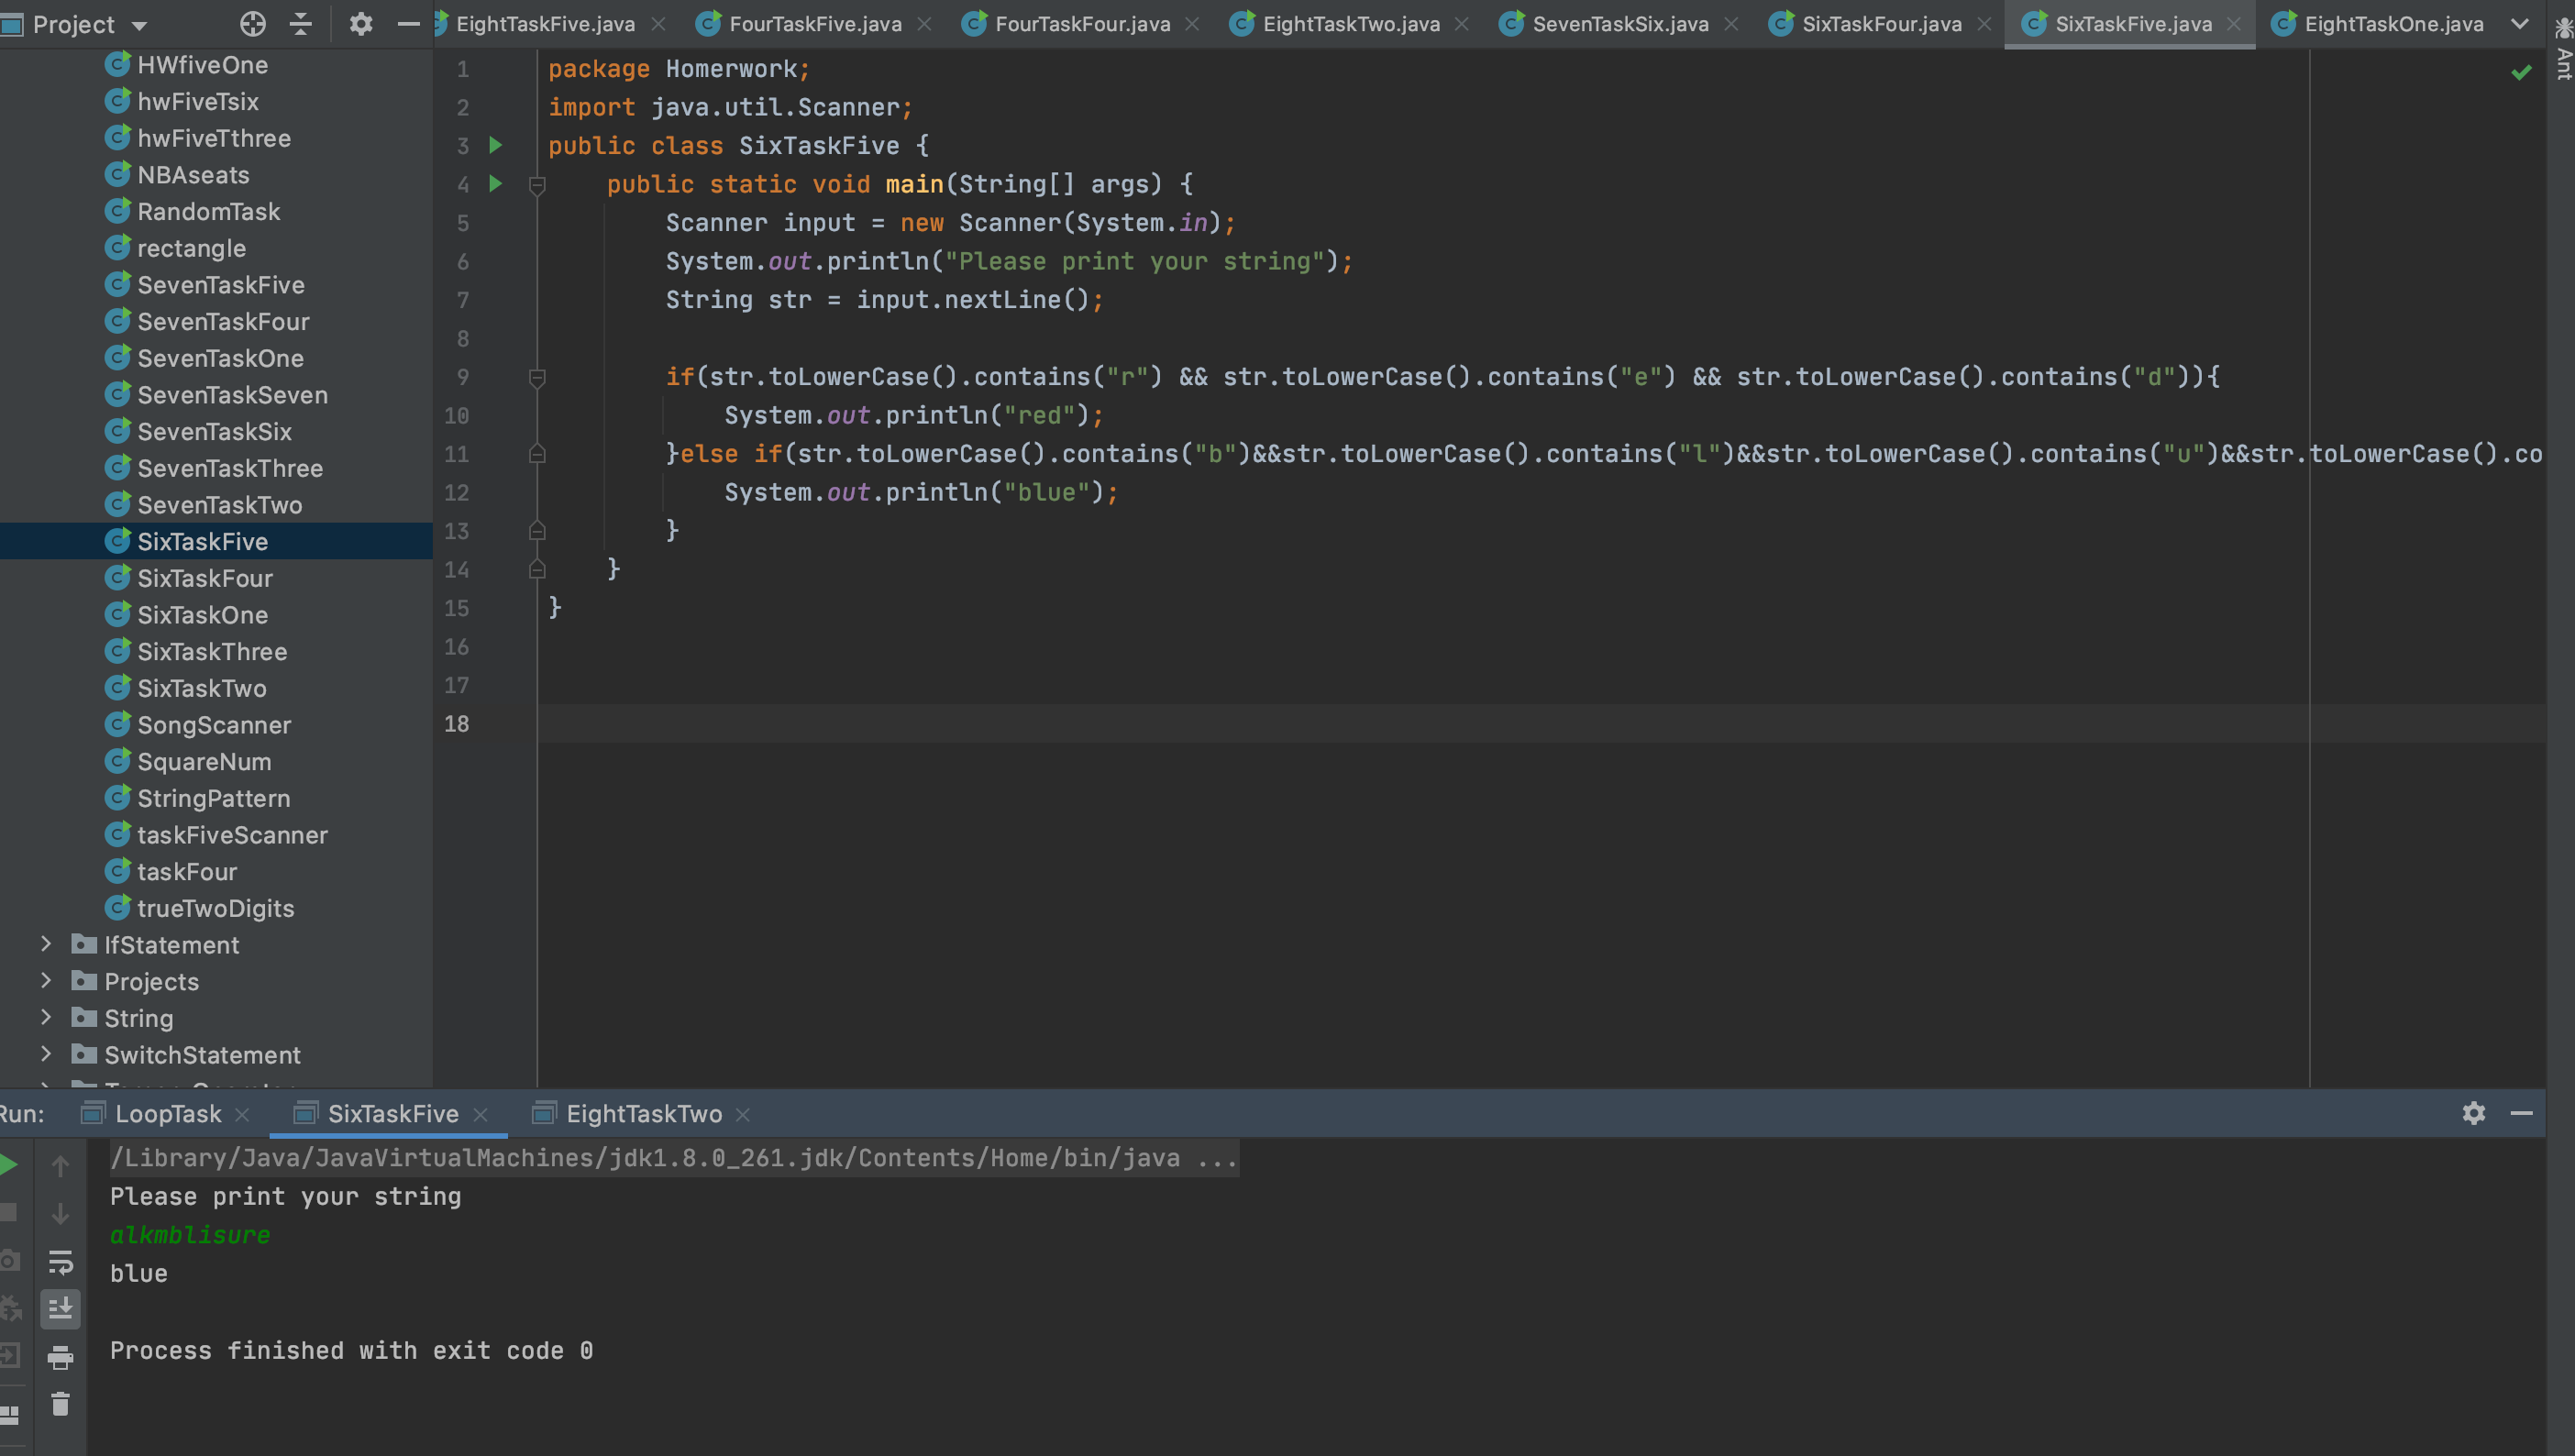 Project
EightTaskFive.java
FourTaskFive.java
FourTaskFour.java
EightTaskTwo.java
SevenTaskSix.java
SixTaskFour.java
SixTaskFive.java
EightTaskOne.java
Ant
HWfiveOne
hwFiveTsix
hwFiveTthree
NBAseats
RandomTask
rectangle
SevenTaskFive
SevenTaskFour
SevenTaskOne
SevenTaskSeven
SevenTaskSix
SevenTaskThree
SevenTaskTwo
SixTaskFive
SixTaskFour
SixTaskOne
SixTaskThree
SixTaskTwo
SongScanner
SquareNum
StringPattern
taskFiveScanner
taskFour
trueTwoDigits
IfStatement
Projects
String
SwitchStatement
1 package Homerwork;
2 import java.util.Scanner;
3 public class SixTaskFive {
4 public static void main(String[] args) {
5 Scanner input = new Scanner(System.in);
6 System.out.println("Please print your string");
7 String str = input.nextLine();
8
9 if(str.toLowerCase().contains("r") && str.toLowerCase().contains("e") && str.toLowerCase().contains("d")){
10 System.out.println("red");
11 }else if(str.toLowerCase().contains("b")&&str.toLowerCase().contains("l")&&str.toLowerCase().contains("u")&&str.toLowerCase().co
12 System.out.println("blue");
13 }
14 }
15 }
16
17
18
Run:
LoopTask
SixTaskFive
EightTaskTwo
/Library/Java/JavaVirtualMachines/jdk1.8.0_261.jdk/Contents/Home/bin/java ...
Please print your string
alkmblisure
blue
Process finished with exit code 0